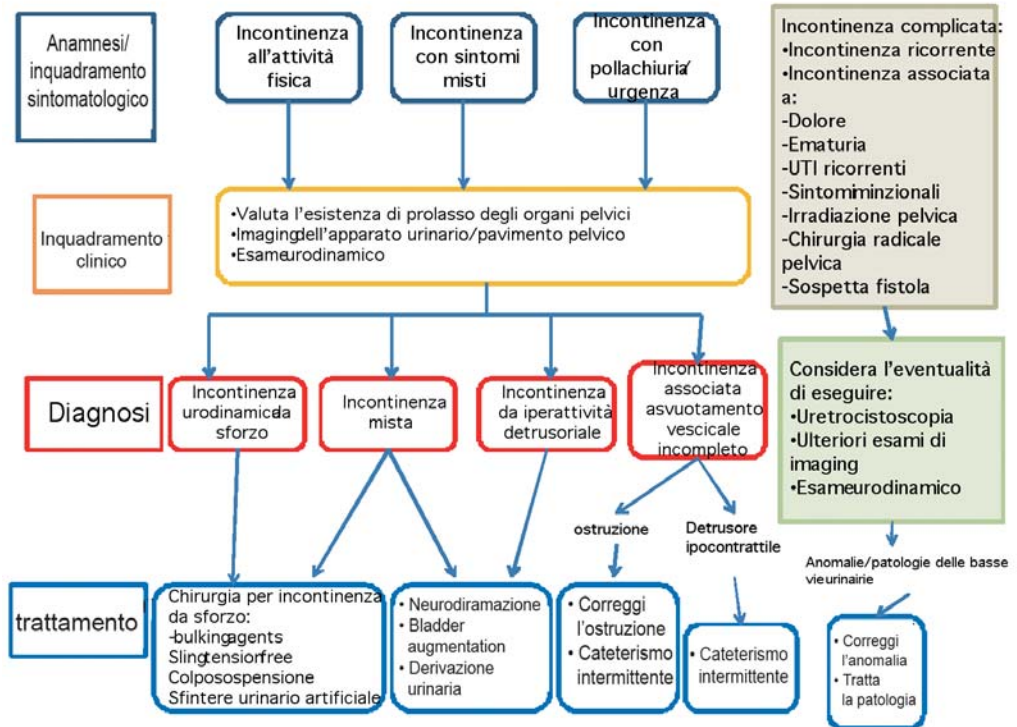 Anamnesi/
inquadramento
sintomatologico
Incontinenza
all'attività
fisica
Incontinenza
con sintomi
misti
Incontinenza
con
pollachiuria/
urgenza
Incontinenza complicata:
•Incontinenza ricorrente
•Incontinenza associata
a:
-Dolore
-Ematuria
-UTI ricorrenti
-Sintomiminzionali
-Irradiazione pelvica
-Chirurgia radicale
pelvica
-Sospetta fistola
Inquadramento
clinico
•Valuta l'esistenza di prolasso degli organi pelvici
•Imagingdell'apparato urinario/pavimento pelvico
•Esameurodinamico
Considera l'eventualità
di eseguire:
•Uretrocistoscopia
•Ulteriori esami di
imaging
•Esameurodinamico
Diagnosi
Incontinenza
urodinamicada
sforzo
Incontinenza
mista
Incontinenza
da iperattività
detrusoriale
Incontinenza
associata
asvuotamento
vescicale
incompleto
ostruzione
Detrusore
ipocontrattile
Anomalie/patologie delle basse
vieurinairie
trattamento
Chirurgia per incontinenza
da sforzo:
-bulkingagents
Slingtensionfree
Colposospensione
Sfintere urinario artificiale
• Neurodiramazione
• Bladder
augmentation
• Derivazione
urinaria
• Correggi
l'ostruzione
• Cateterismo
intermittente
• Cateterismo
intermittente
• Correggi
l'anomalia
• Tratta
la patologia